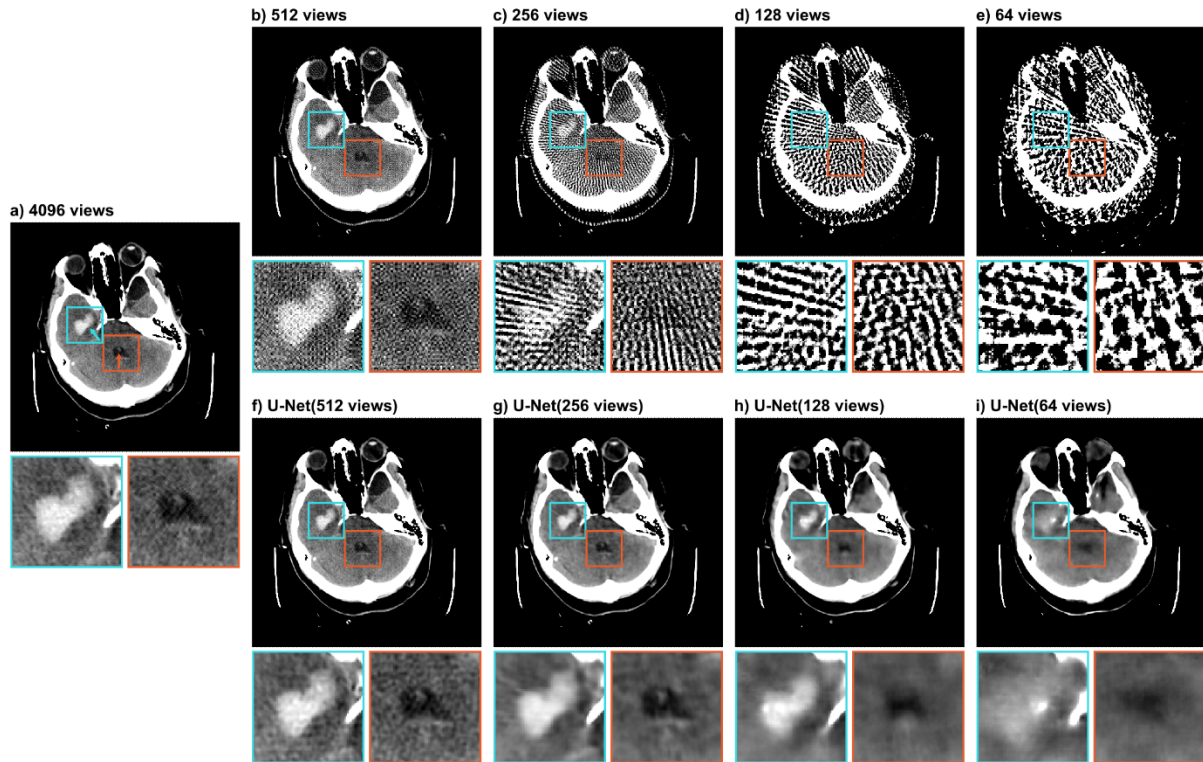 b) 512 views
c) 256 views
d) 128 views
e) 64 views
a) 4096 views
f) U-Net(512 views)
g) U-Net(256 views)
h) U-Net(128 views)
i) U-Net(64 views)